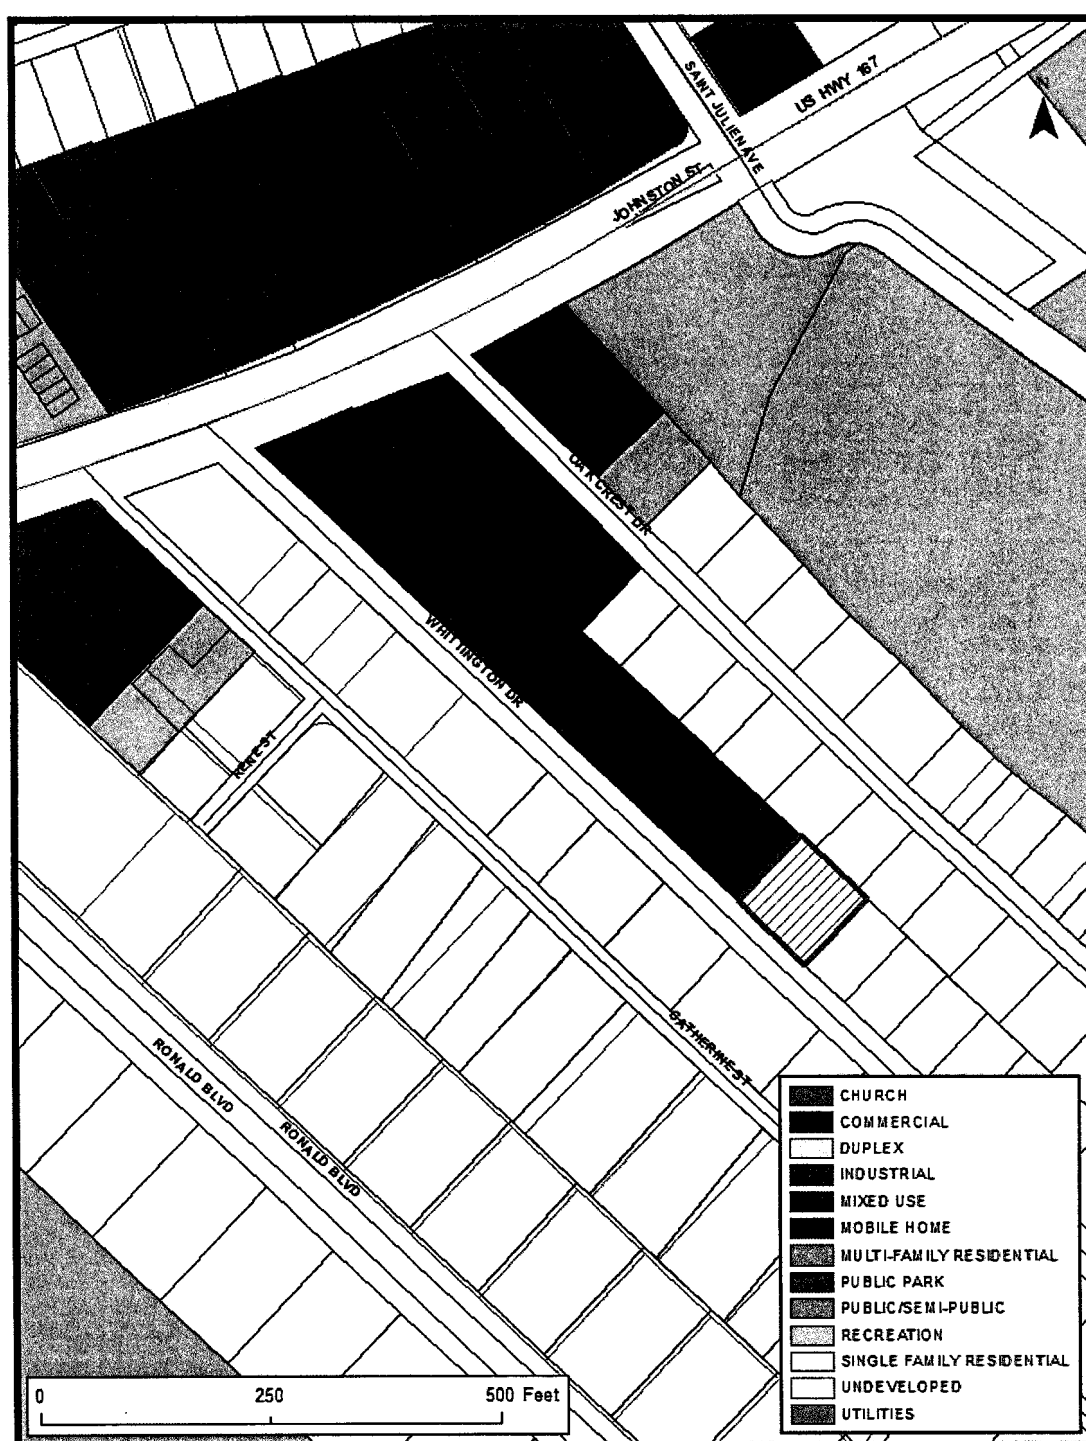 N
SAINT JULIEN AVE
US HWY 167
JOHNSTON ST
OAK CREST DR
WHITTINGTON DR
RENE ST
CATHERINE ST
RONALD BLVD
RONALD BLVD
CHURCH
COMMERCIAL
DUPLEX
INDUSTRIAL
MIXED USE
MOBILE HOME
MULTI-FAMILY RESIDENTIAL
PUBLIC PARK
PUBLIC/SEMI-PUBLIC
RECREATION
SINGLE FAMILY RESIDENTIAL
UNDEVELOPED
UTILITIES
0 250 500 Feet